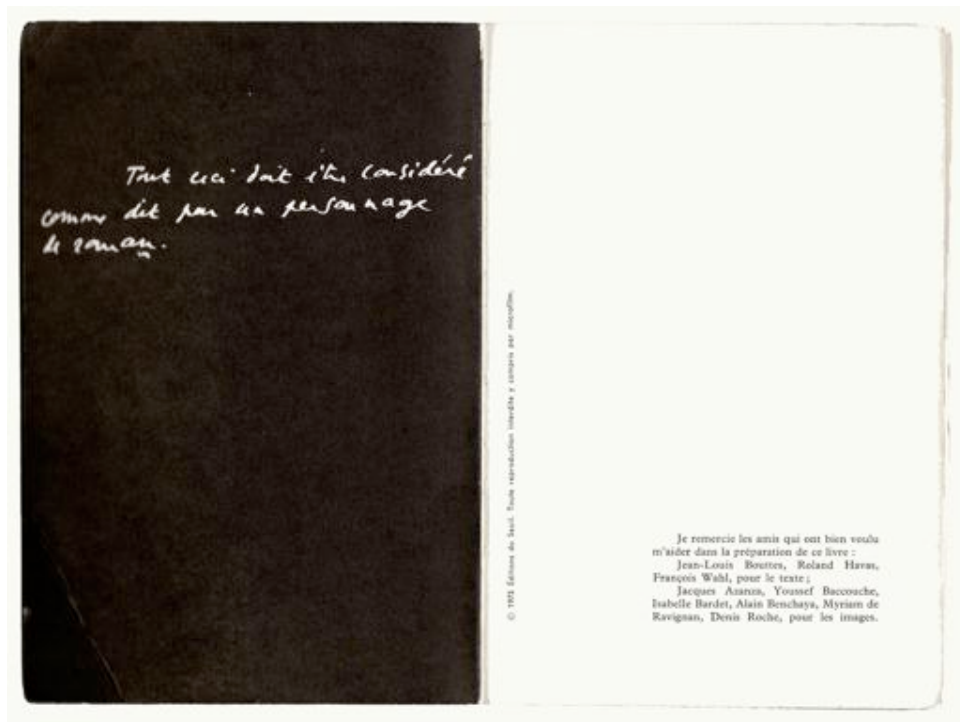 Tout ceci doit être considéré
comme dit par un personnage
de roman.
© 1975 Éditions du Seuil. Toute reproduction interdite y compris par microfilm.
Je remercie les amis qui ont bien voulu
m'aider dans la préparation de ce livre :
Jean-Louis Bouttes, Roland Havas,
François Wahl, pour le texte ;
Jacques Azanza, Youssef Baccouche,
Isabelle Bardet, Alain Benchaya, Myriam de
Ravignan, Denis Roche, pour les images.